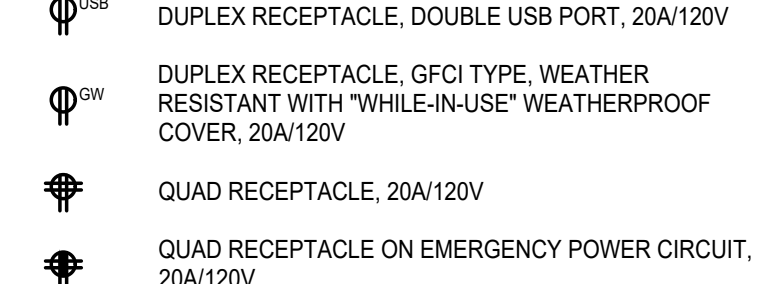 USB
DUPLEX RECEPTACLE, DOUBLE USB PORT, 20A/120V
GW
DUPLEX RECEPTACLE, GFCI TYPE, WEATHER
RESISTANT WITH "WHILE-IN-USE" WEATHERPROOF
COVER, 20A/120V
QUAD RECEPTACLE, 20A/120V
QUAD RECEPTACLE ON EMERGENCY POWER CIRCUIT,
20A/120V